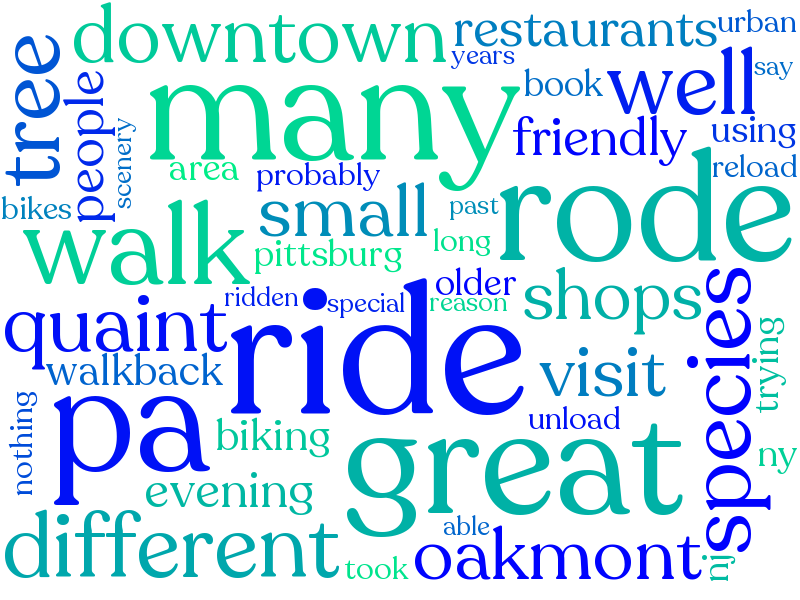 downtown
restaurants
urban
years
tree
people
scenery
many
book
well
say
friendly
using
area
probably
reload
bikes
small
past
rode
walk
pittsburg
long
older
ridden
special
reason
shops
quaint
ride
species
walkback
visit
trying
nothing
pa
biking
unload
great
ny
evening
different
able
oakmont
took
nj